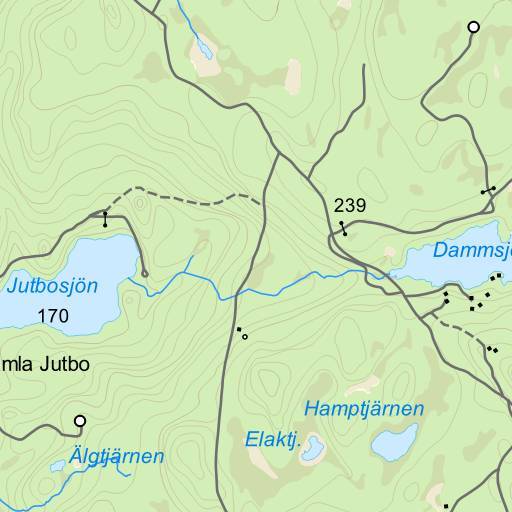 239
Dammsjö
Jutbosjön
170
mla Jutbo
Hamptjärnen
Elaktj.
Älgtjärnen